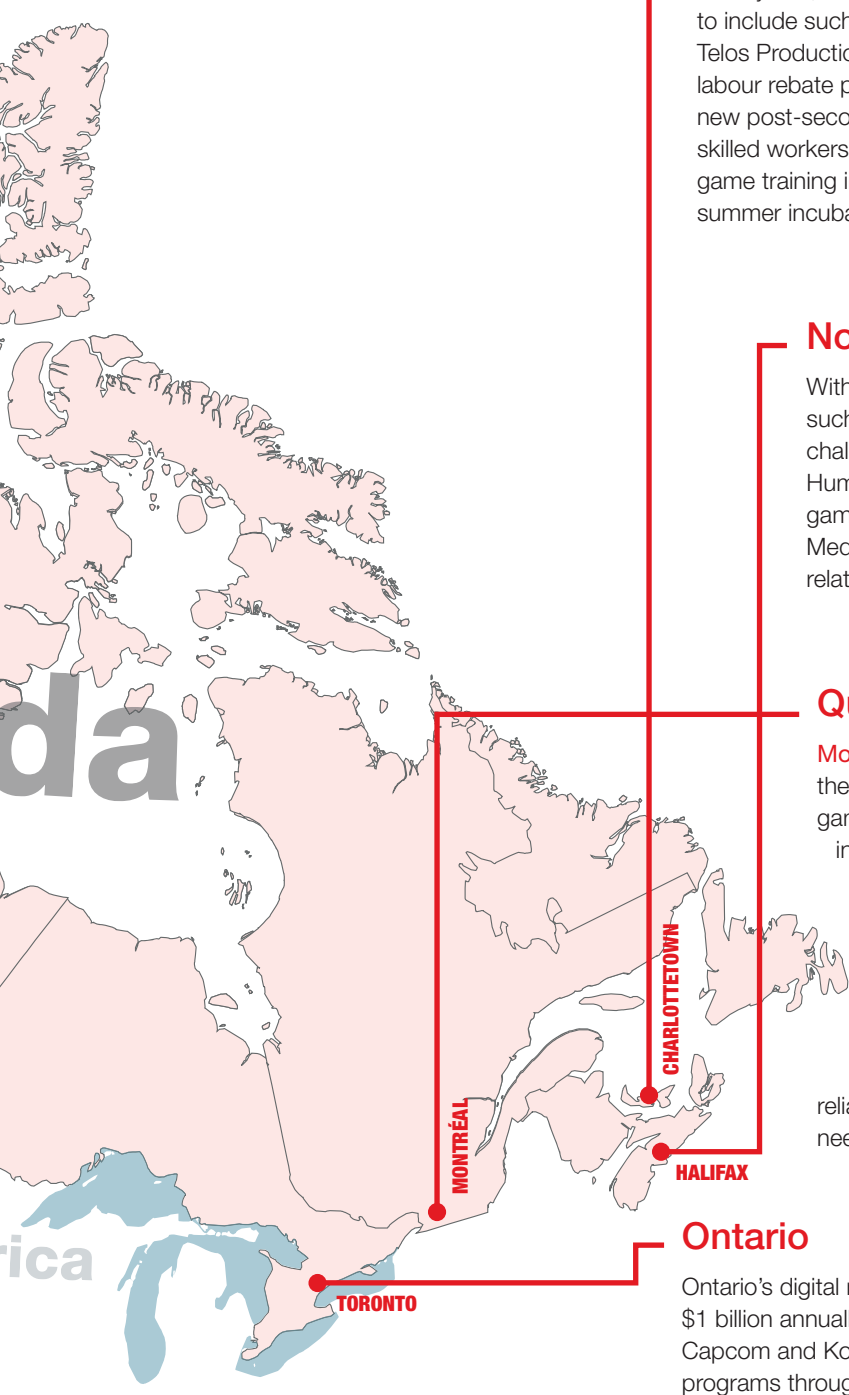 to include such
Telos Productio
labour rebate p
new post-seco
skilled workers
game training i
summer incuba
No
With
such
chal
Hum
gam
Med
relat
da
Qu
Mo
the
gam
in
CHARLOTTETOWN
relia
nee
MONTRÉAL
HALIFAX
rica
Ontario
TORONTO
Ontario's digital r
$1 billion annuall
Capcom and Ko
programs throug